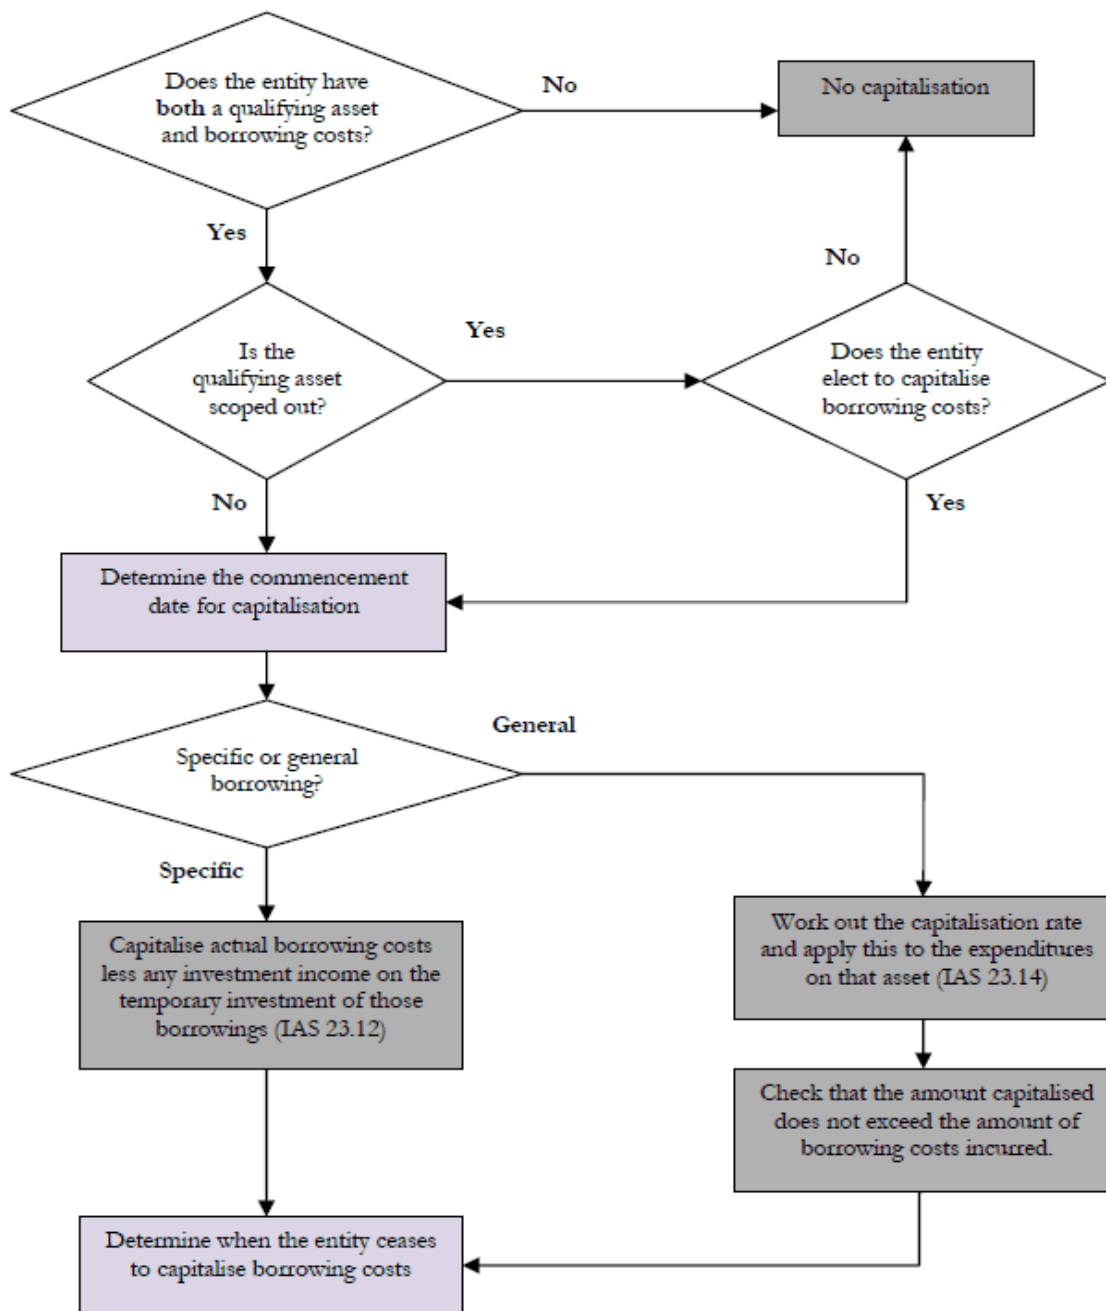 Does the entity have
both a qualifying asset
and borrowing costs?
No
No capitalisation
Yes
No
Is the
qualifying asset
scoped out?
Yes
Does the entity
elect to capitalise
borrowing costs?
No
Yes
Determine the commencement
date for capitalisation
General
Specific or general
borrowing?
Specific
Capitalise actual borrowing costs
less any investment income on the
temporary investment of those
borrowings (IAS 23.12)
Work out the capitalisation rate
and apply this to the expenditures
on that asset (IAS 23.14)
Check that the amount capitalised
does not exceed the amount of
borrowing costs incurred.
Determine when the entity ceases
to capitalise borrowing costs